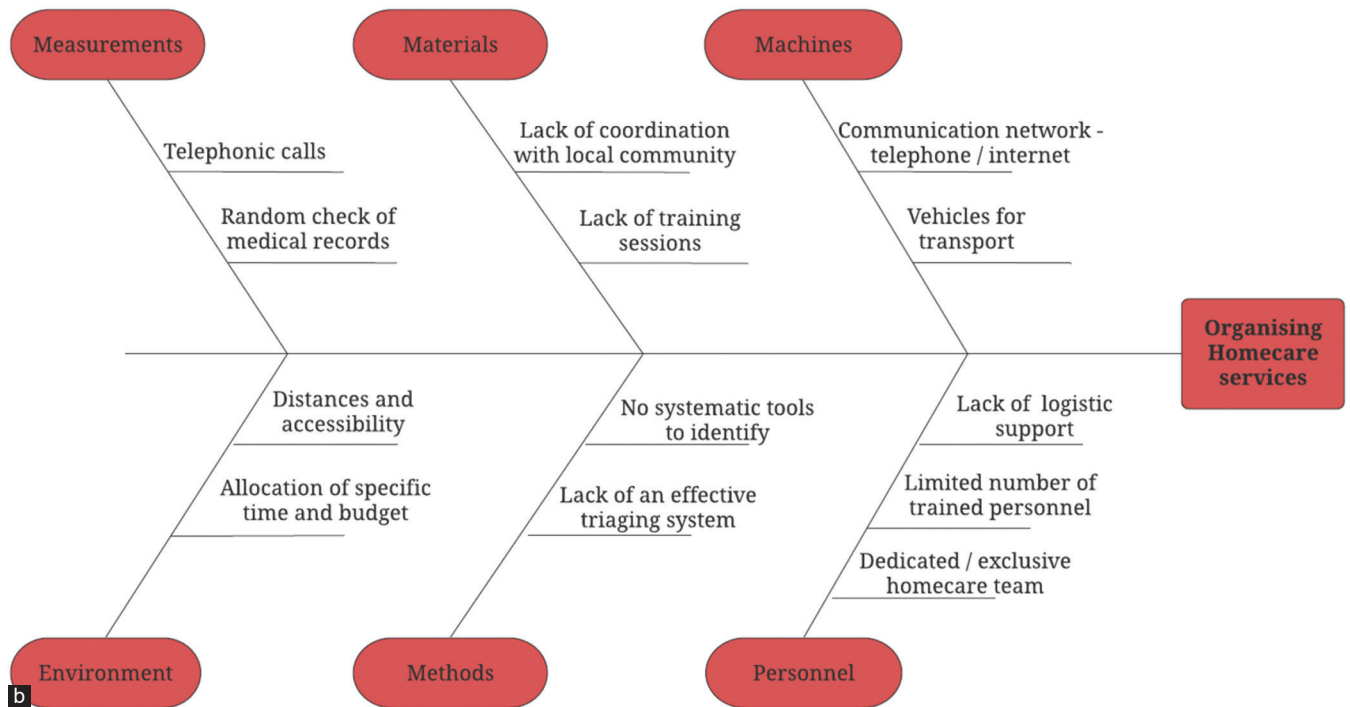 Measurements
Materials
Machines
Telephonic calls
Random check of
medical records
Lack of coordination
with local community
Lack of training
sessions
Communication network -
telephone / internet
Vehicles for
transport
Organising
Homecare
services
Distances and
accessibility
Allocation of specific
time and budget
No systematic tools
to identify
Lack of an effective
triaging system
Lack of logistic
support
Limited number of
trained personnel
Dedicated / exclusive
homecare team
Environment
Methods
Personnel
b